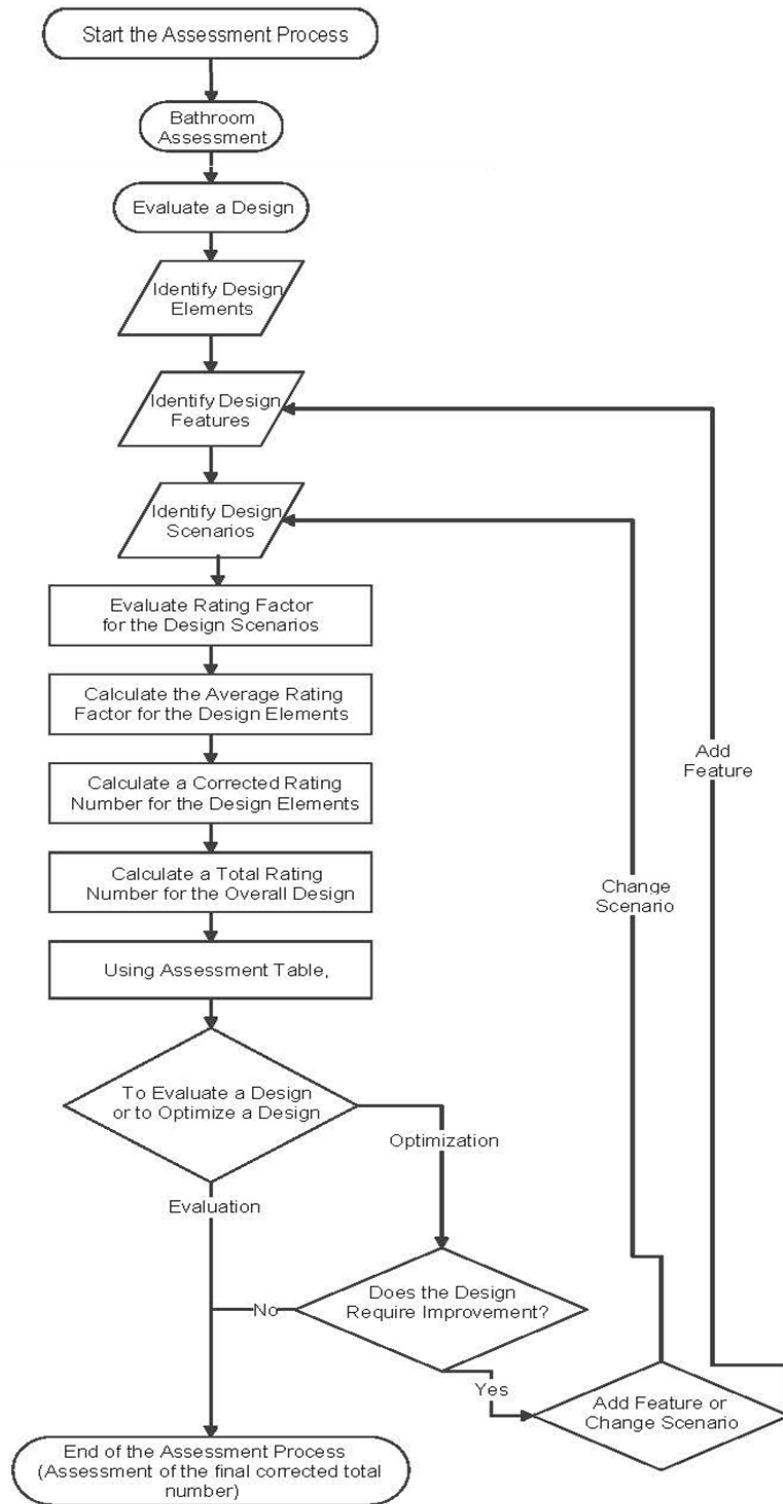 Start the Assessment Process
Bathroom
Assessment
Evaluate a Design
Identify Design
Elements
Identify Design
Features
Identify Design
Scenarios
Evaluate Rating Factor
for the Design Scenarios
Calculate the Average Rating
Factor for the Design Elements
Calculate a Corrected Rating
Number for the Design Elements
Calculate a Total Rating
Number for the Overall Design
Using Assessment Table,
To Evaluate a Design
or to Optimize a Design
Optimization
Evaluation
Does the Design
Require Improvement?
No
Yes
Add Feature or
Change Scenario
Change
Scenario
Add
Feature
End of the Assessment Process
(Assessment of the final corrected total
number)